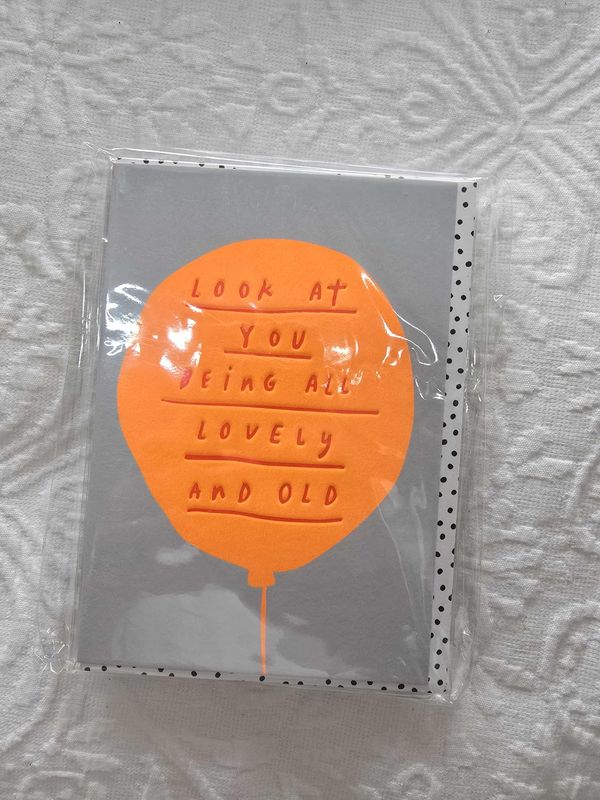 LOOK AT
YOU
BEiNG ALL
LOVELy
AnD OLD